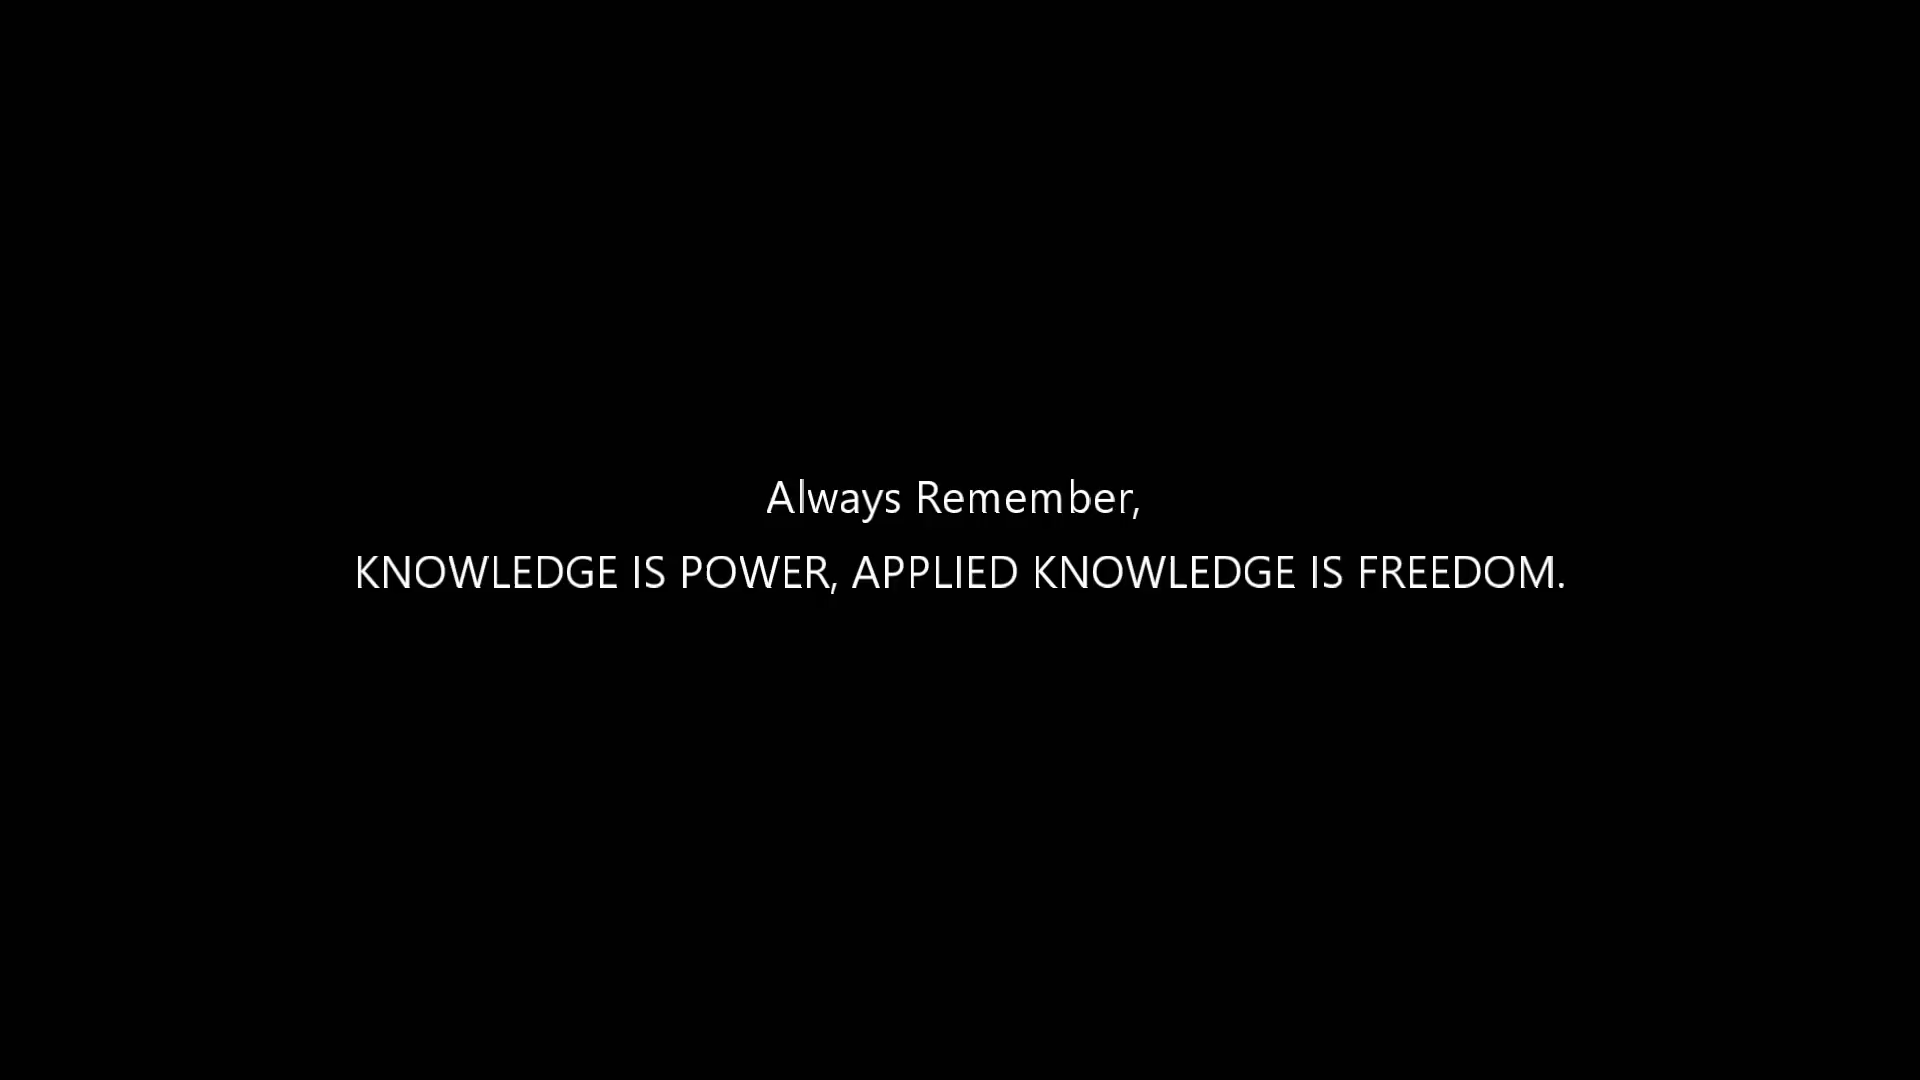 Always Remember,
KNOWLEDGE IS POWER, APPLIED KNOWLEDGE IS FREEDOM.